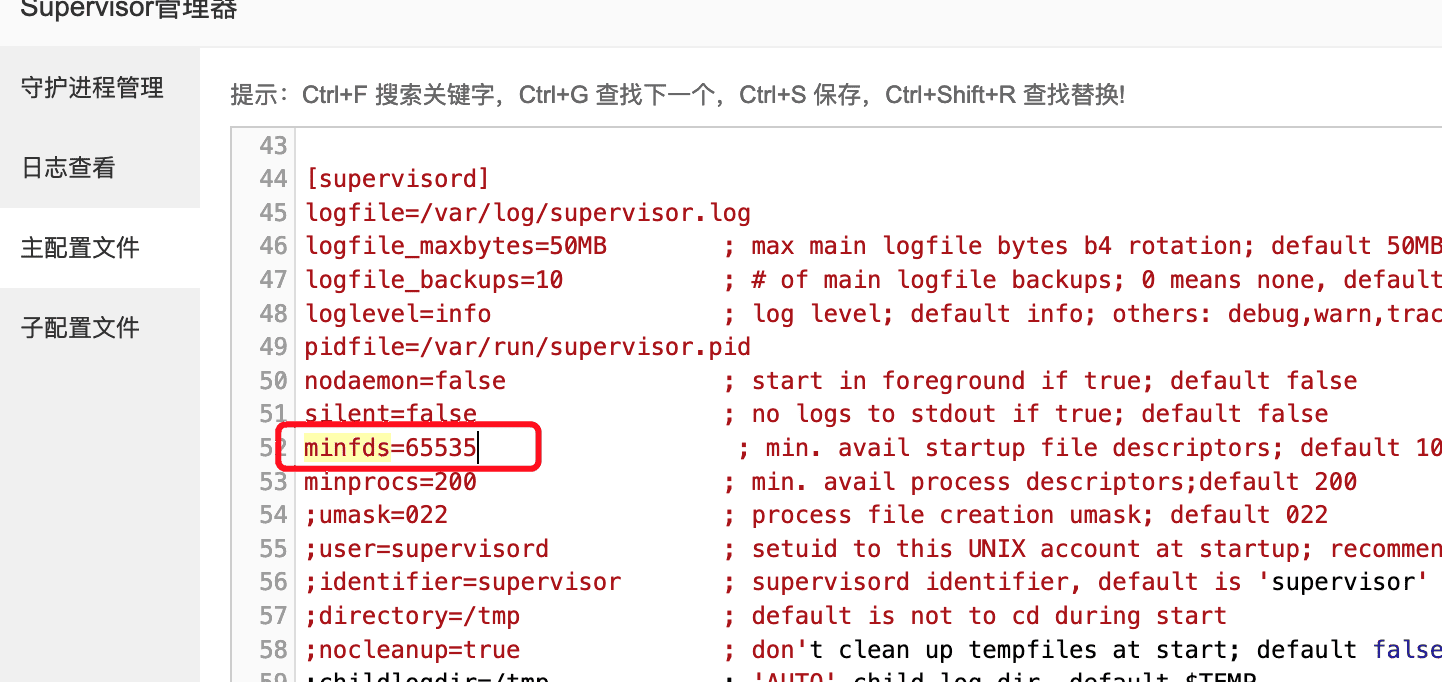 Supervisor管理器
守护进程管理
日志查看
主配置文件
子配置文件
提示：Ctrl+F 搜索关键字，Ctrl+G 查找下一个，Ctrl+S 保存，Ctrl+Shift+R 查找替换!
43
44 [supervisord]
45 logfile=/var/log/supervisor.log
46 logfile_maxbytes=50MB ; max main logfile bytes b4 rotation; default 50MB
47 logfile_backups=10 ; # of main logfile backups; 0 means none, default
48 loglevel=info ; log level; default info; others: debug,warn,trac
49 pidfile=/var/run/supervisor.pid
50 nodaemon=false ; start in foreground if true; default false
51 silent=false ; no logs to stdout if true; default false
52 minfds=65535 ; min. avail startup file descriptors; default 10
53 minprocs=200 ; min. avail process descriptors;default 200
54 ;umask=022 ; process file creation umask; default 022
55 ;user=supervisord ; setuid to this UNIX account at startup; recommen
56 ;identifier=supervisor ; supervisord identifier, default is 'supervisor'
57 ;directory=/tmp ; default is not to cd during start
58 ;nocleanup=true ; don't clean up tempfiles at start; default false
59 ;childlogdir=/tmp ; 'AUTO' child log dir, default $TEMP